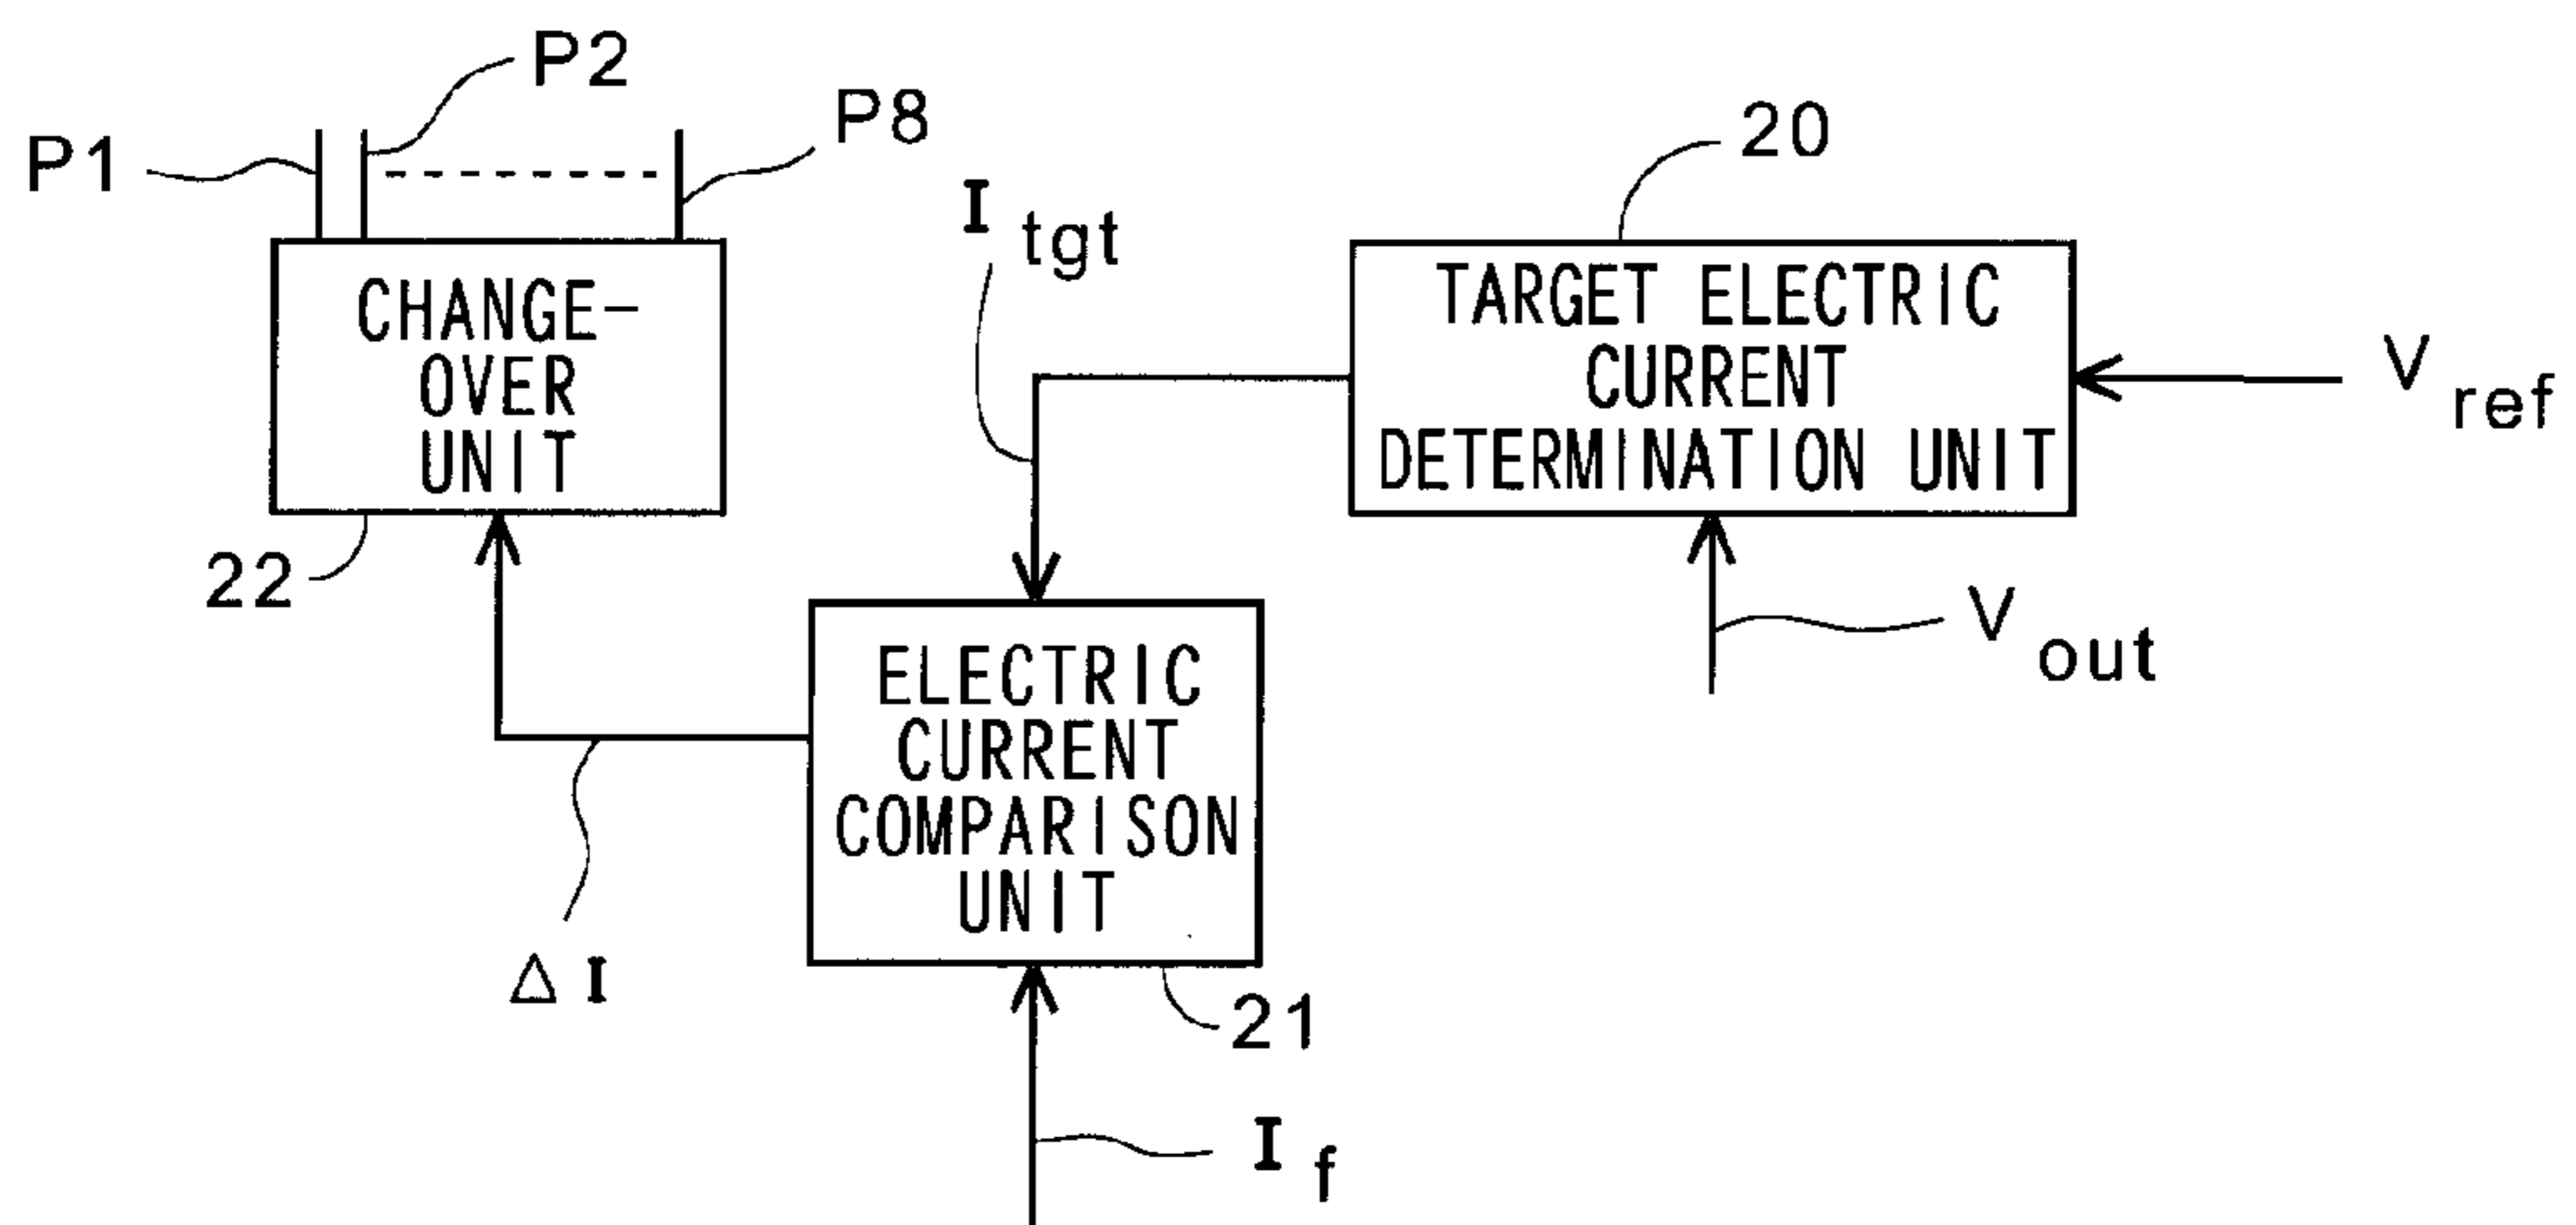 P1
P2
P8
CHANGE-
OVER
UNIT
22
I tgt
20
TARGET ELECTRIC
CURRENT
DETERMINATION UNIT
V ref
V out
ELECTRIC
CURRENT
COMPARISON
UNIT
21
Δ I
I f